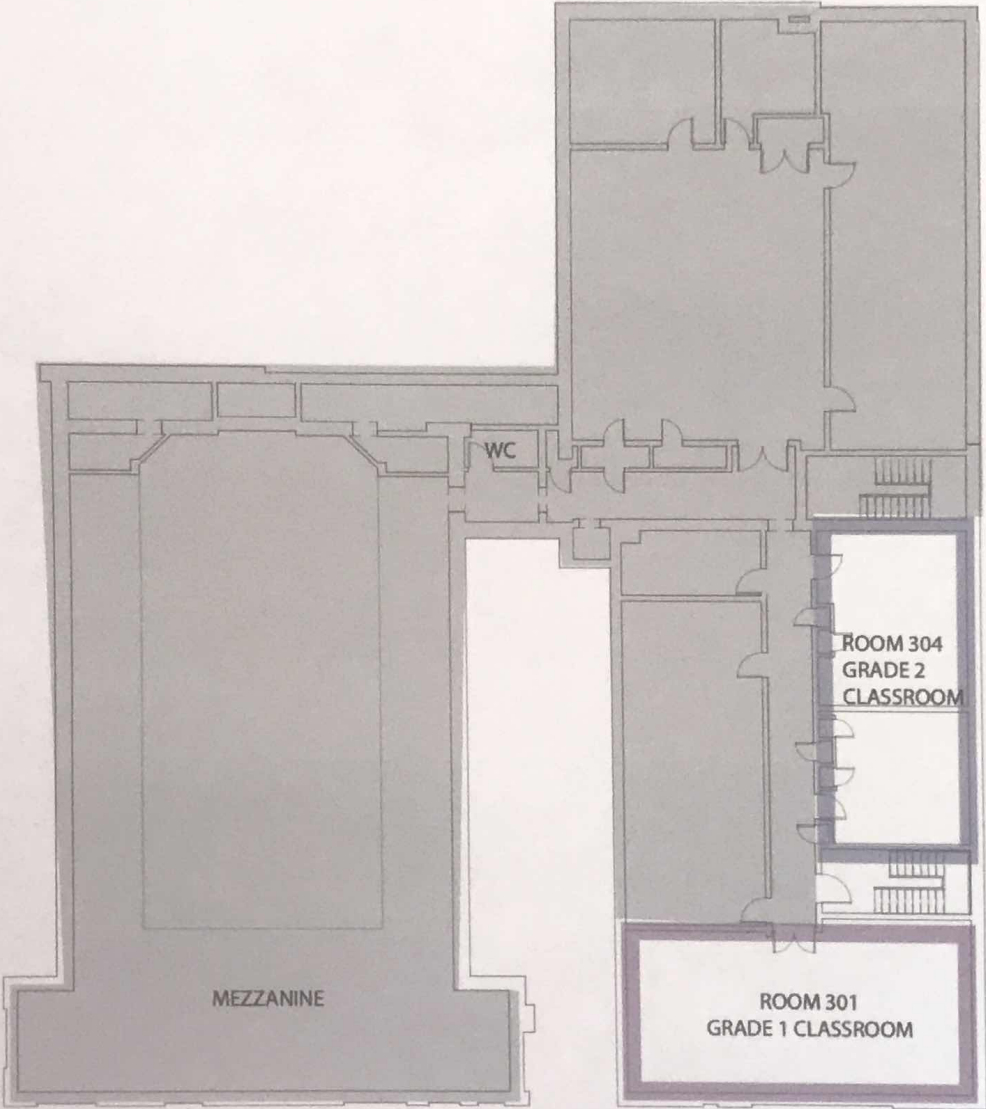 WC
ROOM 304
GRADE 2
CLASSROOM
MEZZANINE
ROOM 301
GRADE 1 CLASSROOM